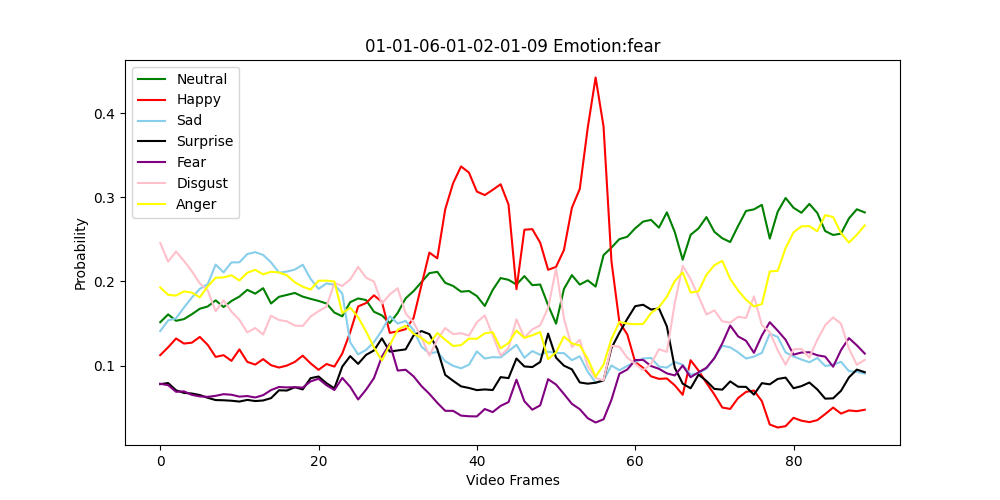 01-01-06-01-02-01-09 Emotion:fear
Neutral
Happy
Sad
Surprise
Fear
Disgust
Anger
Probability
0.4
0.3
0.2
0.1
0
20
40
60
80
Video Frames